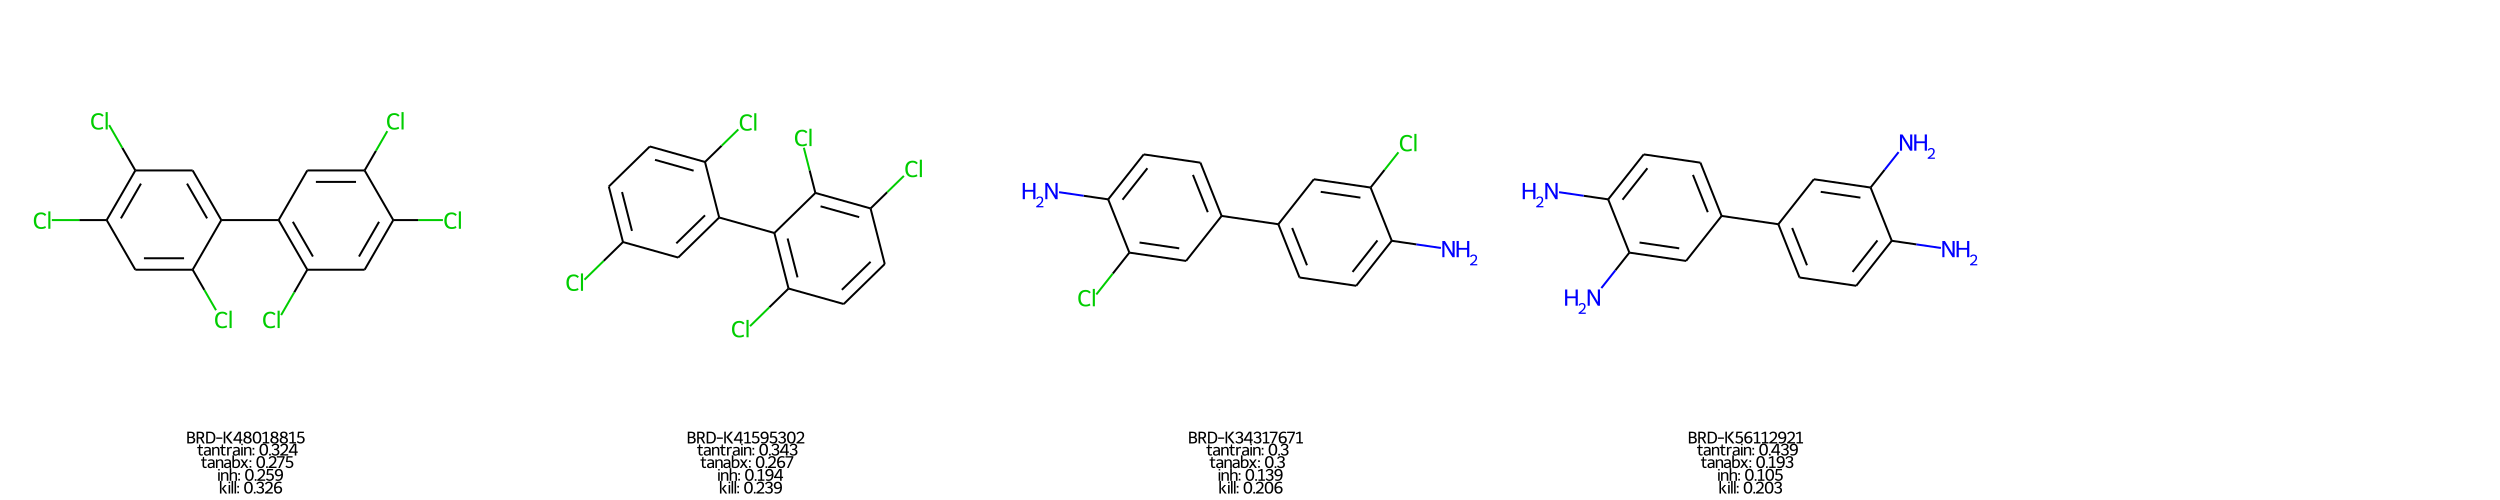 Cl
Cl
Cl
Cl
Cl
Cl
BRD-K48018815
tantrain: 0.324
tanabx: 0.275
inh: 0.259
kill: 0.326
Cl
Cl
Cl
Cl
Cl
BRD-K41595302
tantrain: 0.343
tanabx: 0.267
inh: 0.194
kill: 0.239
Cl
H2N
NH2
Cl
BRD-K34317671
tantrain: 0.3
tanabx: 0.3
inh: 0.139
kill: 0.206
NH2
H2N
NH2
H2N
BRD-K56112921
tantrain: 0.439
tanabx: 0.193
inh: 0.105
kill: 0.203